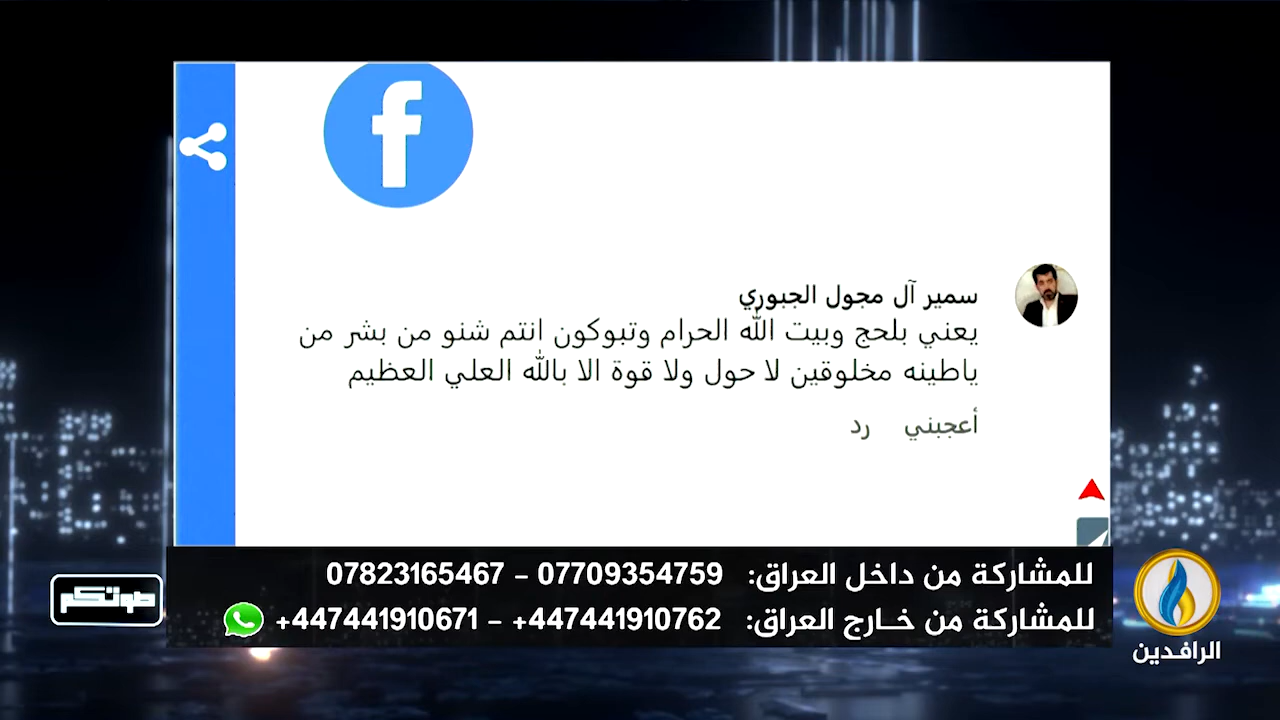 f
سمير آل مجول الجبوري
يعني بلحج وبيت الله الحرام وتبوكون انتم شنو من بشر من
ياطينه مخلوقين لا حول ولا قوة الا بالله العلي العظيم
أعجبني رد
للمشاركة من داخل العراق: 07709354759 - 07823165467
للمشاركة من خـارج العراق: 447441910762+ - 447441910671+
صوتكم
الرافدين